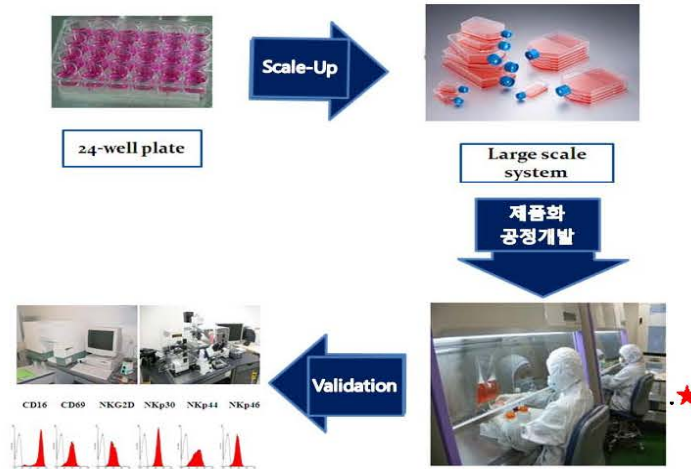 Scale-Up
24-well plate
Large scale
system
제품화
공정개발
Validation
CD16 CD69 NKG2D NKp30 NKp44 NKp46
.★